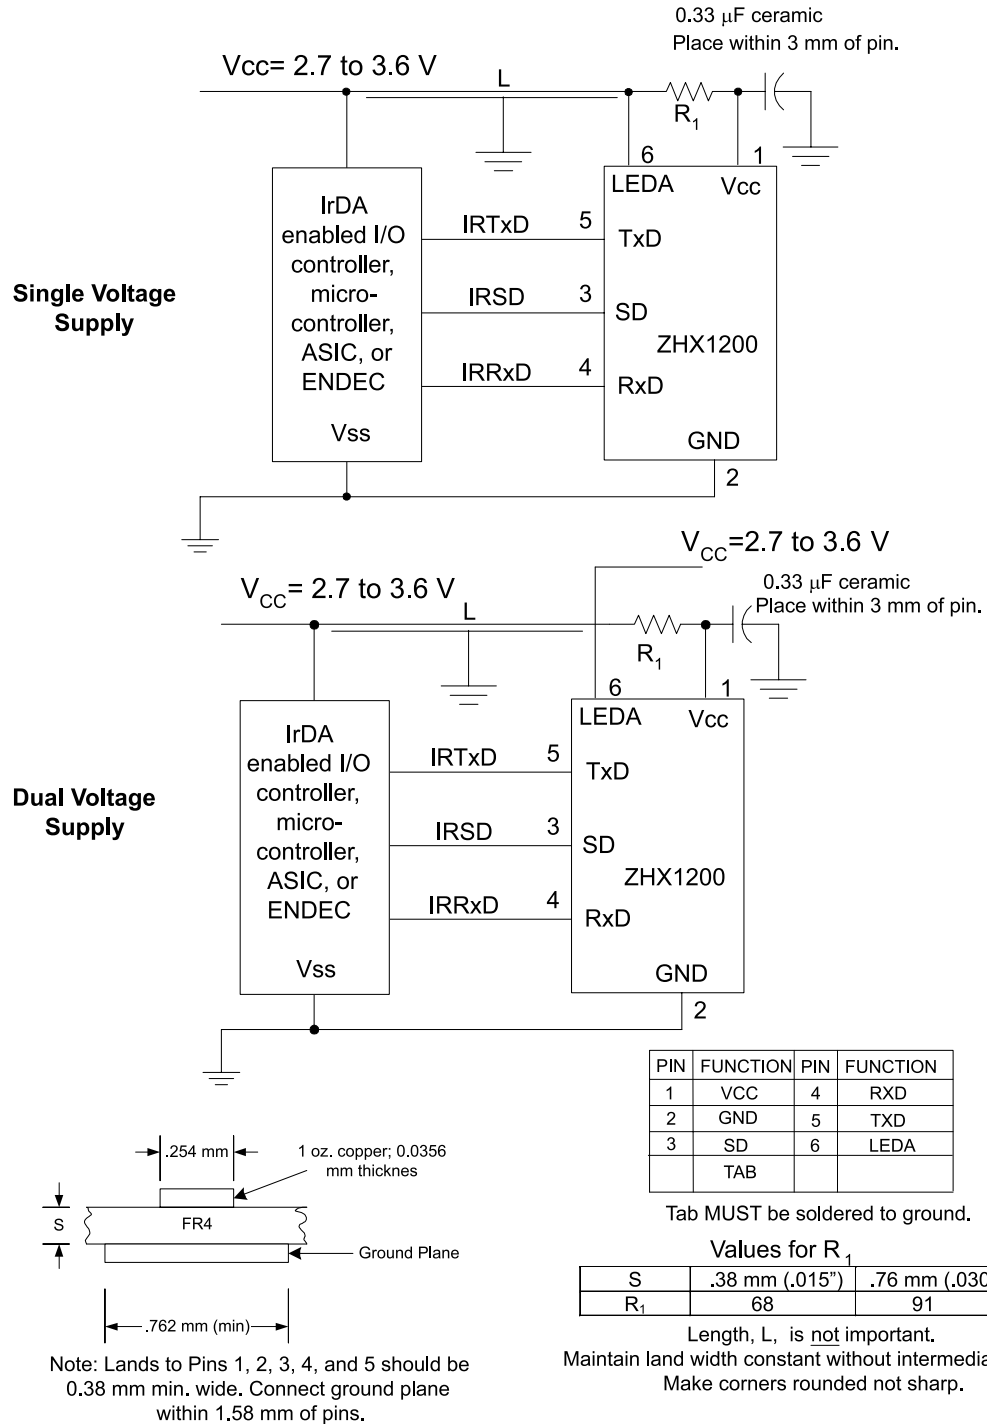 0.33 μF ceramic
Place within 3 mm of pin.
Vcc= 2.7 to 3.6 V
L
R1
6
1
LEDA
Vcc
IrDA
enabled I/O
controller,
micro-
controller,
ASIC, or
ENDEC
Vss
IRTxD
5
TxD
Single Voltage
Supply
IRSD
3
SD
ZHX1200
IRRxD
4
RxD
GND
2
VCC=2.7 to 3.6 V
VCC= 2.7 to 3.6 V
0.33 μF ceramic
Place within 3 mm of pin.
L
R1
6
1
LEDA
Vcc
IrDA
enabled I/O
controller,
micro-
controller,
ASIC, or
ENDEC
Vss
IRTxD
5
TxD
Dual Voltage
Supply
IRSD
3
SD
ZHX1200
IRRxD
4
RxD
GND
2
PIN FUNCTION PIN FUNCTION
1 VCC 4 RXD
2 GND 5 TXD
3 SD 6 LEDA
TAB
Tab MUST be soldered to ground.
.254 mm
1 oz. copper; 0.0356
mm thicknes
S
FR4
Ground Plane
.762 mm (min)
Note: Lands to Pins 1, 2, 3, 4, and 5 should be
0.38 mm min. wide. Connect ground plane
within 1.58 mm of pins.
Values for R1
S .38 mm (.015”) .76 mm (.030
R1 68 91
Length, L, is not important.
Maintain land width constant without intermedia
Make corners rounded not sharp.